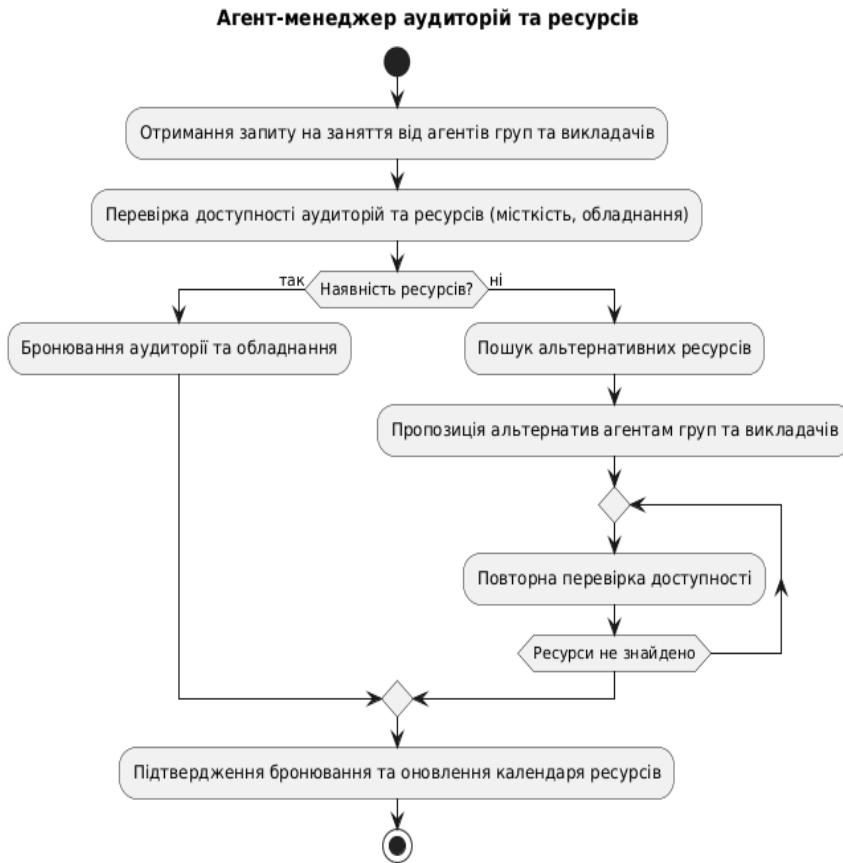 Агент-менеджер аудиторій та ресурсів
Отримання запиту на заняття від агентів груп та викладачів
Перевірка доступності аудиторій та ресурсів (місткість, обладнання)
так
Наявність ресурсів?
ні
Бронювання аудиторії та обладнання
Пошук альтернативних ресурсів
Пропозиція альтернатив агентам груп та викладачів
Повторна перевірка доступності
Ресурси не знайдено
Підтвердження бронювання та оновлення календаря ресурсів